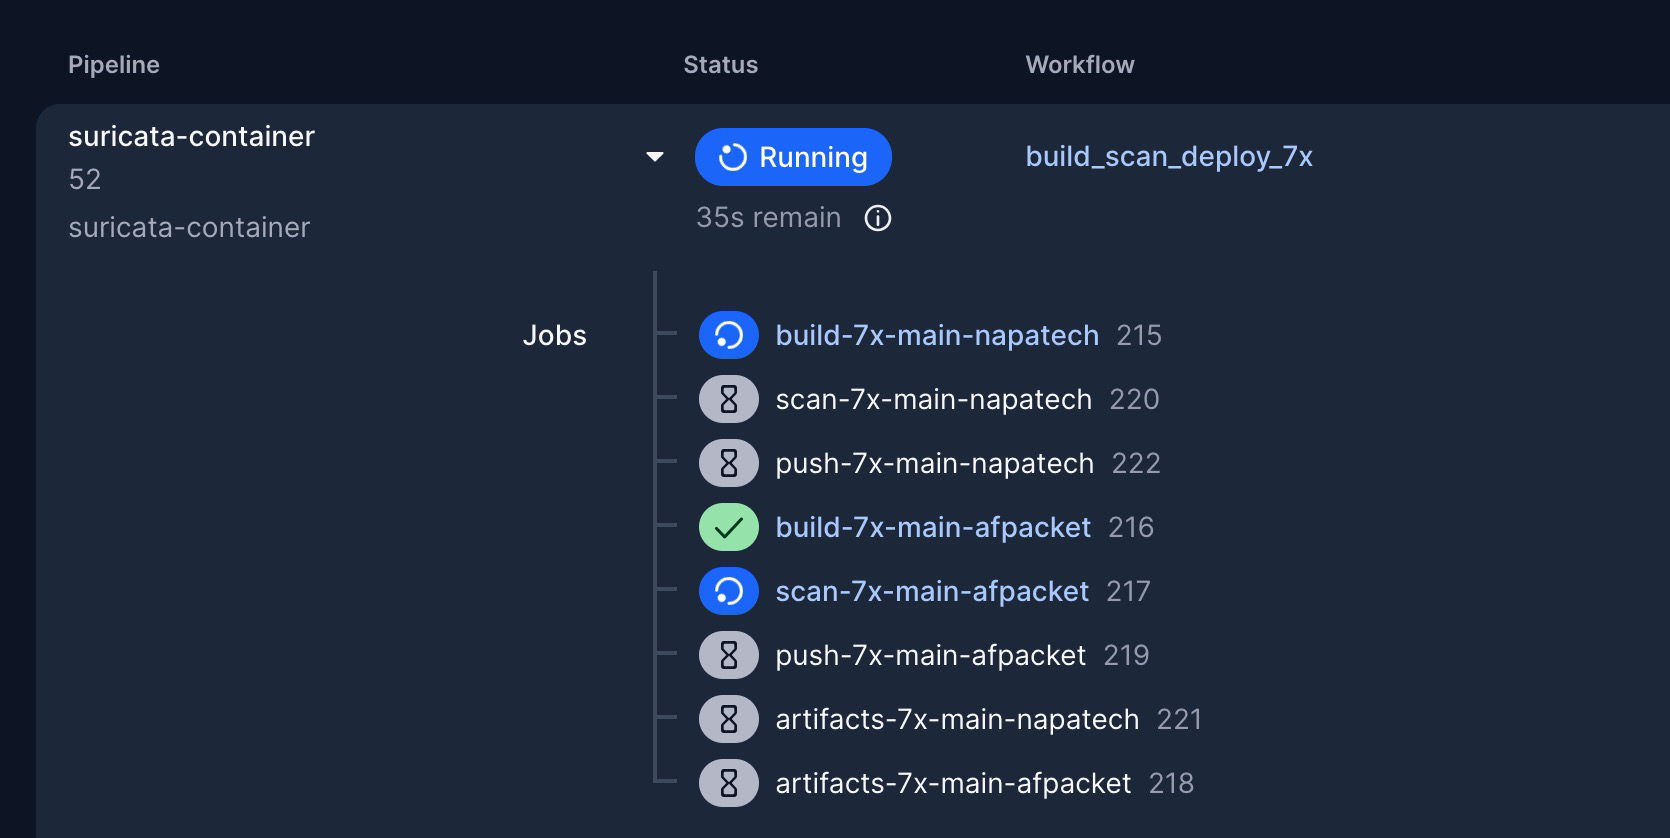 Pipeline Status Workflow
suricata-container
52
suricata-container
Running
35s remain
build_scan_deploy_7x
Jobs
build-7x-main-napatech 215
scan-7x-main-napatech 220
push-7x-main-napatech 222
build-7x-main-afpacket 216
scan-7x-main-afpacket 217
push-7x-main-afpacket 219
artifacts-7x-main-napatech 221
artifacts-7x-main-afpacket 218